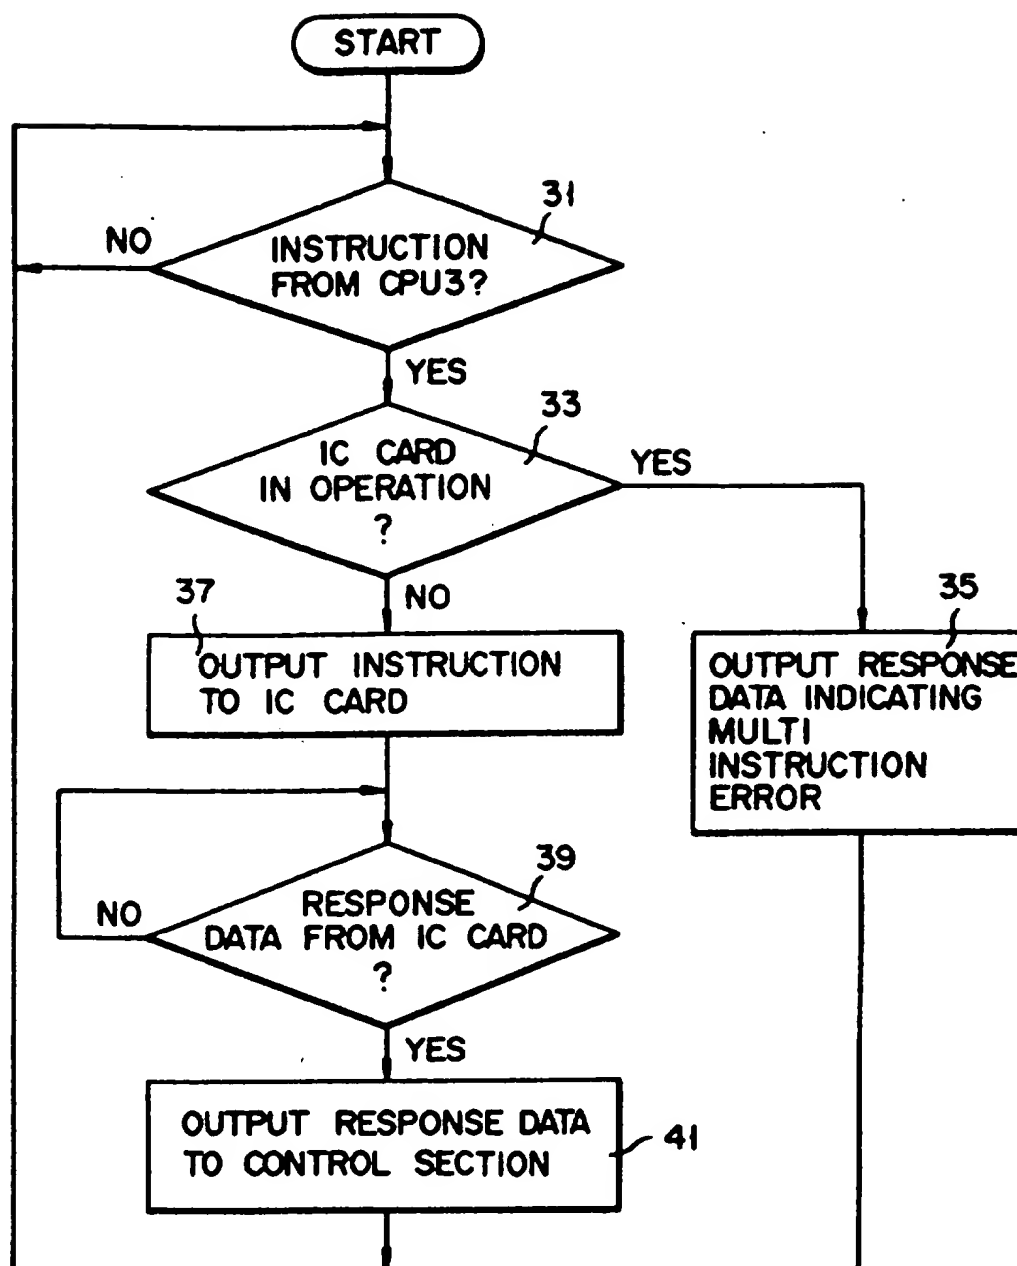 START
31
NO
INSTRUCTION
FROM CPU3?
YES
33
IC CARD
IN OPERATION
?
YES
NO
37
OUTPUT INSTRUCTION
TO IC CARD
35
OUTPUT RESPONSE
DATA INDICATING
MULTI
INSTRUCTION
ERROR
39
NO
RESPONSE
DATA FROM IC CARD
?
YES
OUTPUT RESPONSE DATA
TO CONTROL SECTION
41